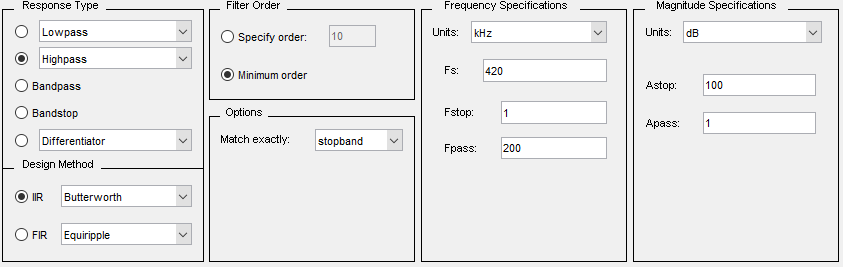 Response Type
Lowpass
Highpass
Bandpass
Bandstop
Differentiator
Design Method
IIR Butterworth
FIR Equiripple
Filter Order
Specify order: 10
Minimum order
Options
Match exactly: stopband
Frequency Specifications
Units: kHz
Fs: 420
Fstop: 1
Fpass: 200
Magnitude Specifications
Units: dB
Astop: 100
Apass: 1